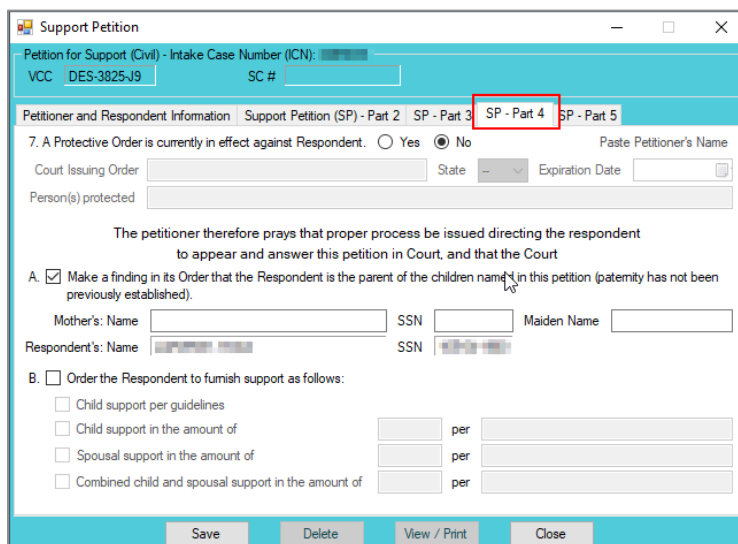 Support Petition
Petition for Support (Civil) - Intake Case Number (ICN):
VCC DES-3825-J9 SC #
Petitioner and Respondent Information Support Petition (SP) - Part 2 SP - Part 3 SP - Part 4 SP - Part 5
7. A Protective Order is currently in effect against Respondent. Yes No Paste Petitioner's Name
Court Issuing Order State -- Expiration Date
Person(s) protected
The petitioner therefore prays that proper process be issued directing the respondent
to appear and answer this petition in Court, and that the Court
A. Make a finding in its Order that the Respondent is the parent of the children named in this petition (paternity has not been
previously established).
Mother's: Name SSN Maiden Name
Respondent's: Name SSN
B. Order the Respondent to furnish support as follows:
Child support per guidelines
Child support in the amount of per
Spousal support in the amount of per
Combined child and spousal support in the amount of per
Save Delete View / Print Close